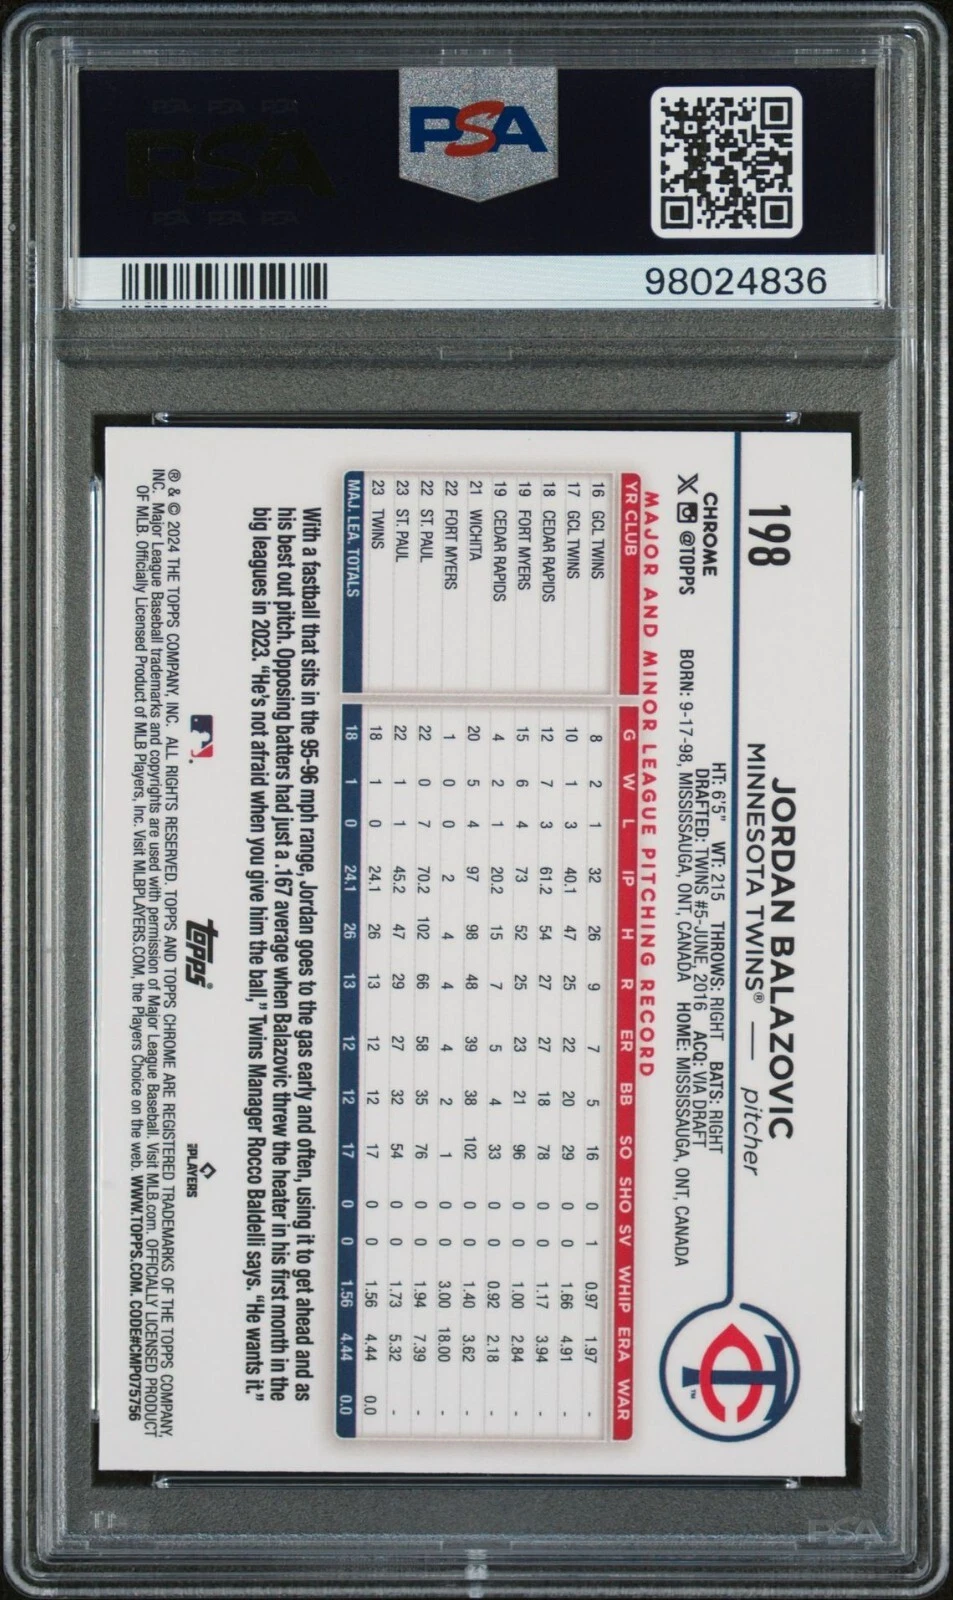 PSA
98024836
198
JORDAN BALAZOVIC
MINNESOTA TWINS® — pitcher
HT: 6'5" WT: 215 THROWS: RIGHT BATS: RIGHT
DRAFTED: TWINS #5-JUNE, 2016 ACQ: VIA DRAFT
BORN: 9-17-98, MISSISSAUGA, ONT, CANADA HOME: MISSISSAUGA, ONT, CANADA
CHROME
@TOPPS
MAJOR AND MINOR LEAGUE PITCHING RECORD
YR CLUB G W L IP H R ER BB SO SHO SV WHIP ERA WAR
16 GCL TWINS 8 2 1 32 26 9 7 5 16 0 1 0.97 1.97 -
17 GCL TWINS 10 1 3 40.1 47 25 22 20 29 0 0 1.66 4.91 -
18 CEDAR RAPIDS 12 7 3 61.2 54 27 27 18 78 0 0 1.17 3.94 -
19 FORT MYERS 15 6 4 73 52 25 23 21 96 0 0 1.00 2.84 -
19 CEDAR RAPIDS 4 2 1 20.2 15 7 5 4 33 0 0 0.92 2.18 -
21 WICHITA 20 5 4 97 98 48 39 38 102 0 0 1.40 3.62 -
22 FORT MYERS 1 0 0 2 4 4 4 2 1 0 0 3.00 18.00 -
22 ST. PAUL 22 0 7 70.2 102 66 58 35 76 0 0 1.94 7.39 -
23 ST. PAUL 22 1 1 45.2 47 29 27 32 54 0 0 1.73 5.32 -
23 TWINS 18 1 0 24.1 26 13 12 12 17 0 0 1.56 4.44 0.0
MAJ. LEA. TOTALS 18 1 0 24.1 26 13 12 12 17 0 0 1.56 4.44 0.0
With a fastball that sits in the 95-96 mph range, Jordan goes to the gas early and often, using it to get ahead and as
his best out pitch. Opposing batters had just a .167 average when Balazovic threw the heater in his first month in the
big leagues in 2023. "He's not afraid when you give him the ball," Twins Manager Rocco Baldelli says. "He wants it."
topps®
PLAYERS
® & © 2024 THE TOPPS COMPANY, INC. ALL RIGHTS RESERVED. TOPPS AND TOPPS CHROME ARE REGISTERED TRADEMARKS OF THE TOPPS COMPANY,
INC. Major League Baseball trademarks and copyrights are used with permission of Major League Baseball. Visit MLB.com. OFFICIALLY LICENSED PRODUCT
OF MLB. Officially Licensed Product of MLB Players, Inc. Visit MLBPLAYERS.COM, the Players Choice on the web. WWW.TOPPS.COM. CODE#CMP075756
PSA